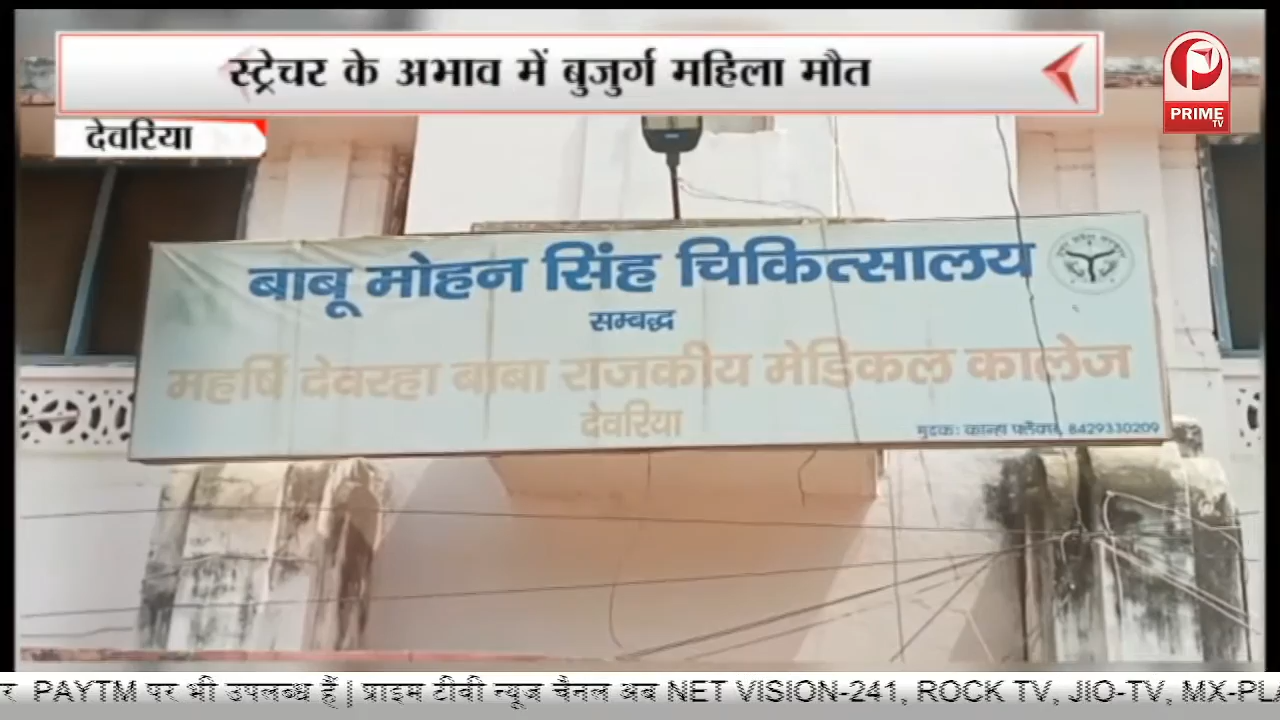 स्ट्रेचर के अभाव में बुजुर्ग महिला मौत
PRIME
TV
देवरिया
बाबू मोहन सिंह चिकित्सालय
सम्बद्ध
महर्षि देवरहा बाबा राजकीय मेडिकल कालेज
देवरिया
मुद्रक: कान्हा फ्लैक्स, 8429330209
र PAYTM पर भी उपलब्ध हैं | प्राइम टीवी न्यूज चैनल अब NET VISION-241, ROCK TV, JIO-TV, MX-PLA